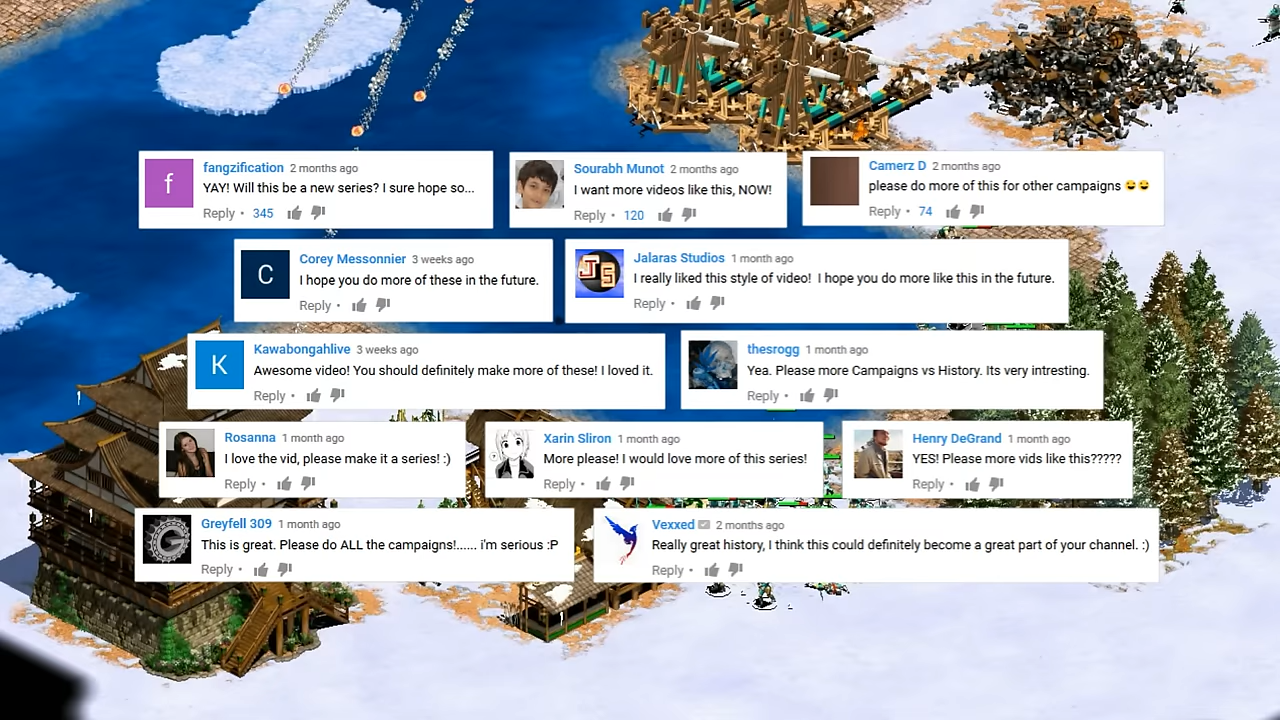 fangzification 2 months ago
YAY! Will this be a new series? I sure hope so...
Reply • 345
Sourabh Munot 2 months ago
I want more videos like this, NOW!
Reply • 120
Camerz D 2 months ago
please do more of this for other campaigns 😄😄
Reply • 74
C
Corey Messonnier 3 weeks ago
I hope you do more of these in the future.
Reply •
JS
Jalaras Studios 1 month ago
I really liked this style of video! I hope you do more like this in the future.
Reply •
K
Kawabongahlive 3 weeks ago
Awesome video! You should definitely make more of these! I loved it.
Reply •
thesrogg 1 month ago
Yea. Please more Campaigns vs History. Its very intresting.
Reply •
Rosanna 1 month ago
I love the vid, please make it a series! :)
Reply •
Xarin Sliron 1 month ago
More please! I would love more of this series!
Reply •
Henry DeGrand 1 month ago
YES! Please more vids like this?????
Reply •
G
Greyfell 309 1 month ago
This is great. Please do ALL the campaigns!...... i'm serious :P
Reply •
Vexxed 2 months ago
Really great history, I think this could definitely become a great part of your channel. :)
Reply •
f